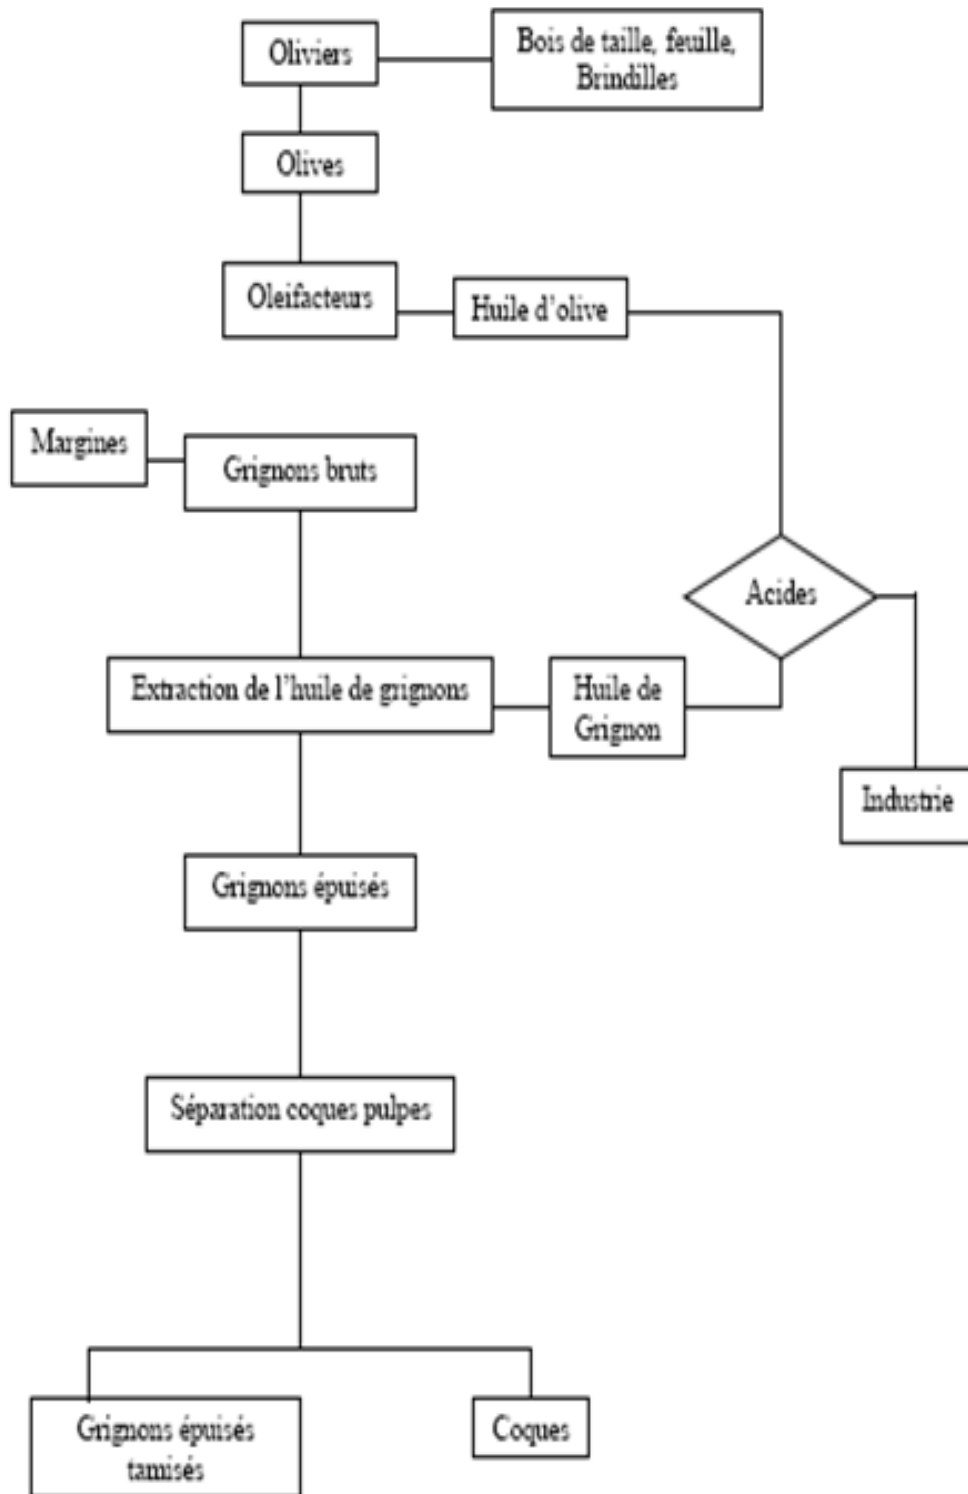 Oliviers
Bois de taille, feuille,
Brindilles
Olives
Oleifacteurs
Huile d'olive
Margines
Grignons bruts
Acides
Extraction de l'huile de grignons
Huile de
Grignon
Industrie
Grignons épuisés
Séparation coques pulpes
Grignons épuisés
tamisés
Coques